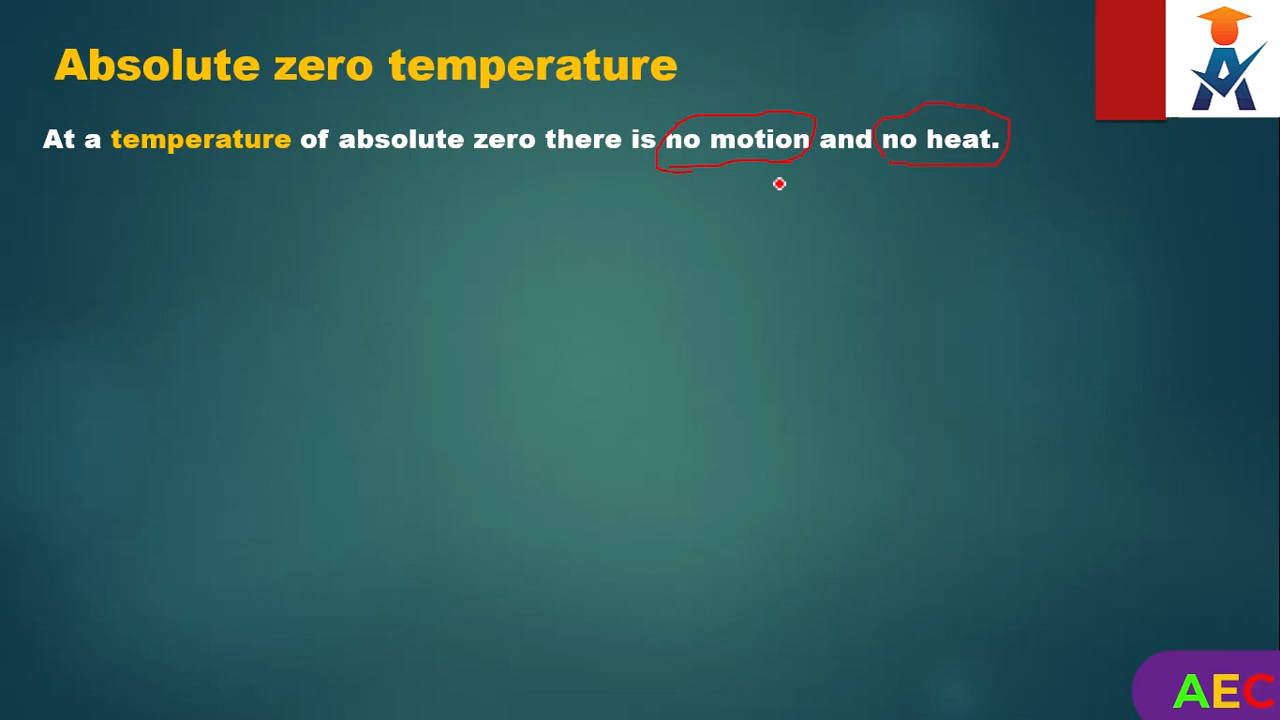 Absolute zero temperature
At a temperature of absolute zero there is no motion and no heat.
AEC